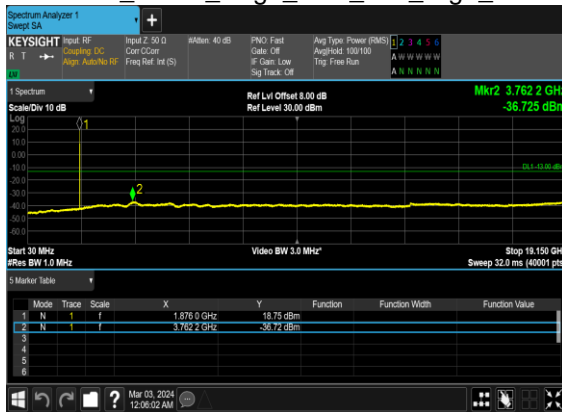 Spectrum Analyzer 1
Swept SA
KEYSIGHT
R T
Input: RF
Coupling: DC
Align: Auto/No RF
Input Z: 50 Ω
Corr CCorr
Freq Ref: Int (S)
#Atten: 40 dB
PNO: Fast
Gate: Off
IF Gain: Low
Sig Track: Off
Avg Type: Power (RMS)
Avg|Hold: 100/100
Trig: Free Run
1 2 3 4 5 6
A W W W W W
A N N N N N
1 Spectrum
Scale/Div 10 dB
Ref Lvl Offset 8.00 dB
Ref Level 30.00 dBm
Mkr2 3.762 2 GHz
-36.725 dBm
Log
20.0
10.0
0.00
-10.0
-20.0
-30.0
-40.0
-50.0
-60.0
1
2
DL1 -13.00 dBm
Start 30 MHz
#Res BW 1.0 MHz
Video BW 3.0 MHz*
Stop 19.150 GHz
Sweep 32.0 ms (40001 pts)
5 Marker Table
Mode Trace Scale X Y Function Function Width Function Value
1 N 1 f 1.876 0 GHz 18.75 dBm
2 N 1 f 3.762 2 GHz -36.72 dBm
3
4
5
6
Mar 03, 2024
12:06:02 AM